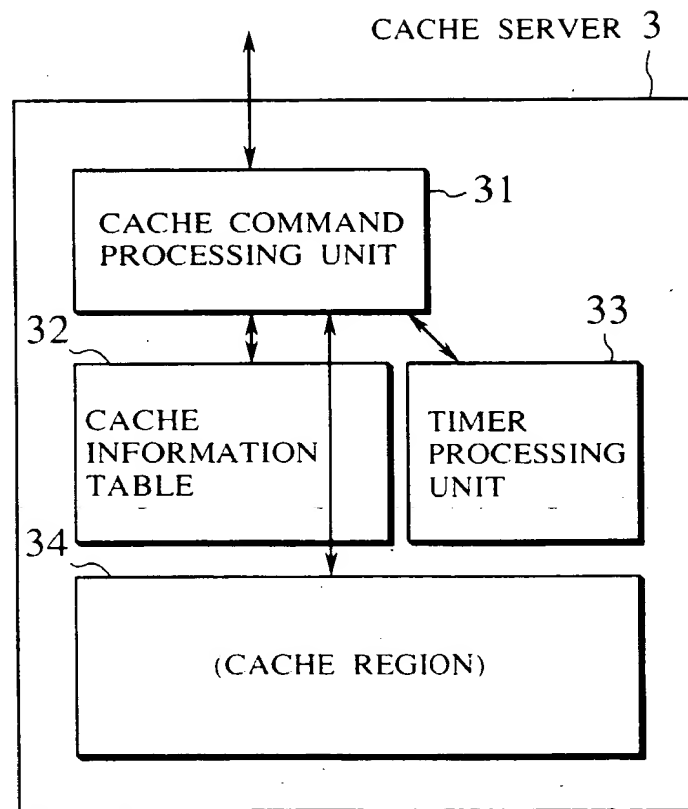 CACHE SERVER 3
31
CACHE COMMAND
PROCESSING UNIT
32
33
CACHE
INFORMATION
TABLE
TIMER
PROCESSING
UNIT
34
(CACHE REGION)